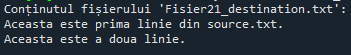 Conținutul fișierului 'Fisier21_destination.txt':
Aceasta este prima linie din source.txt.
Aceasta este a doua linie.